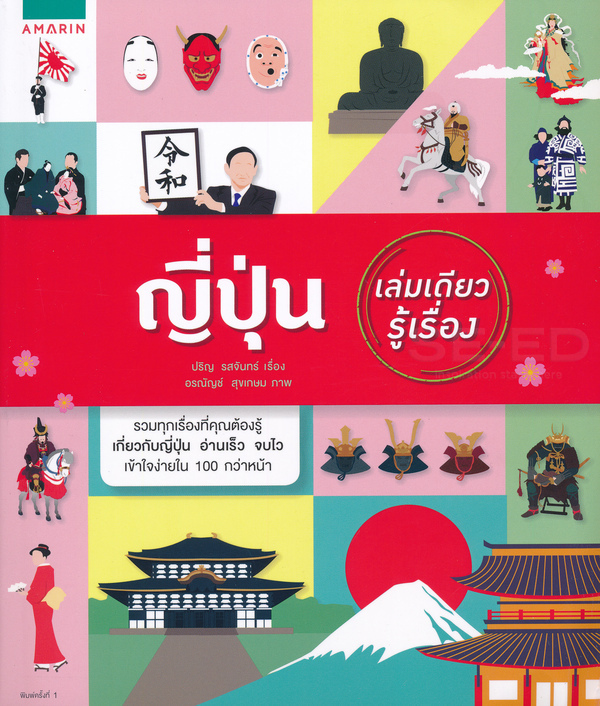 AMARIN
令
和
ญี่ปุ่น
เล่มเดียว
รู้เรื่อง
ปริญ รสจันทร์ เรื่อง
อรณัญช์ สุขเกษม ภาพ
SE-ED
รวมทุกเรื่องที่คุณต้องรู้
เกี่ยวกับญี่ปุ่น อ่านเร็ว จบไว
เข้าใจง่ายใน 100 กว่าหน้า
พิมพ์ครั้งที่ 1